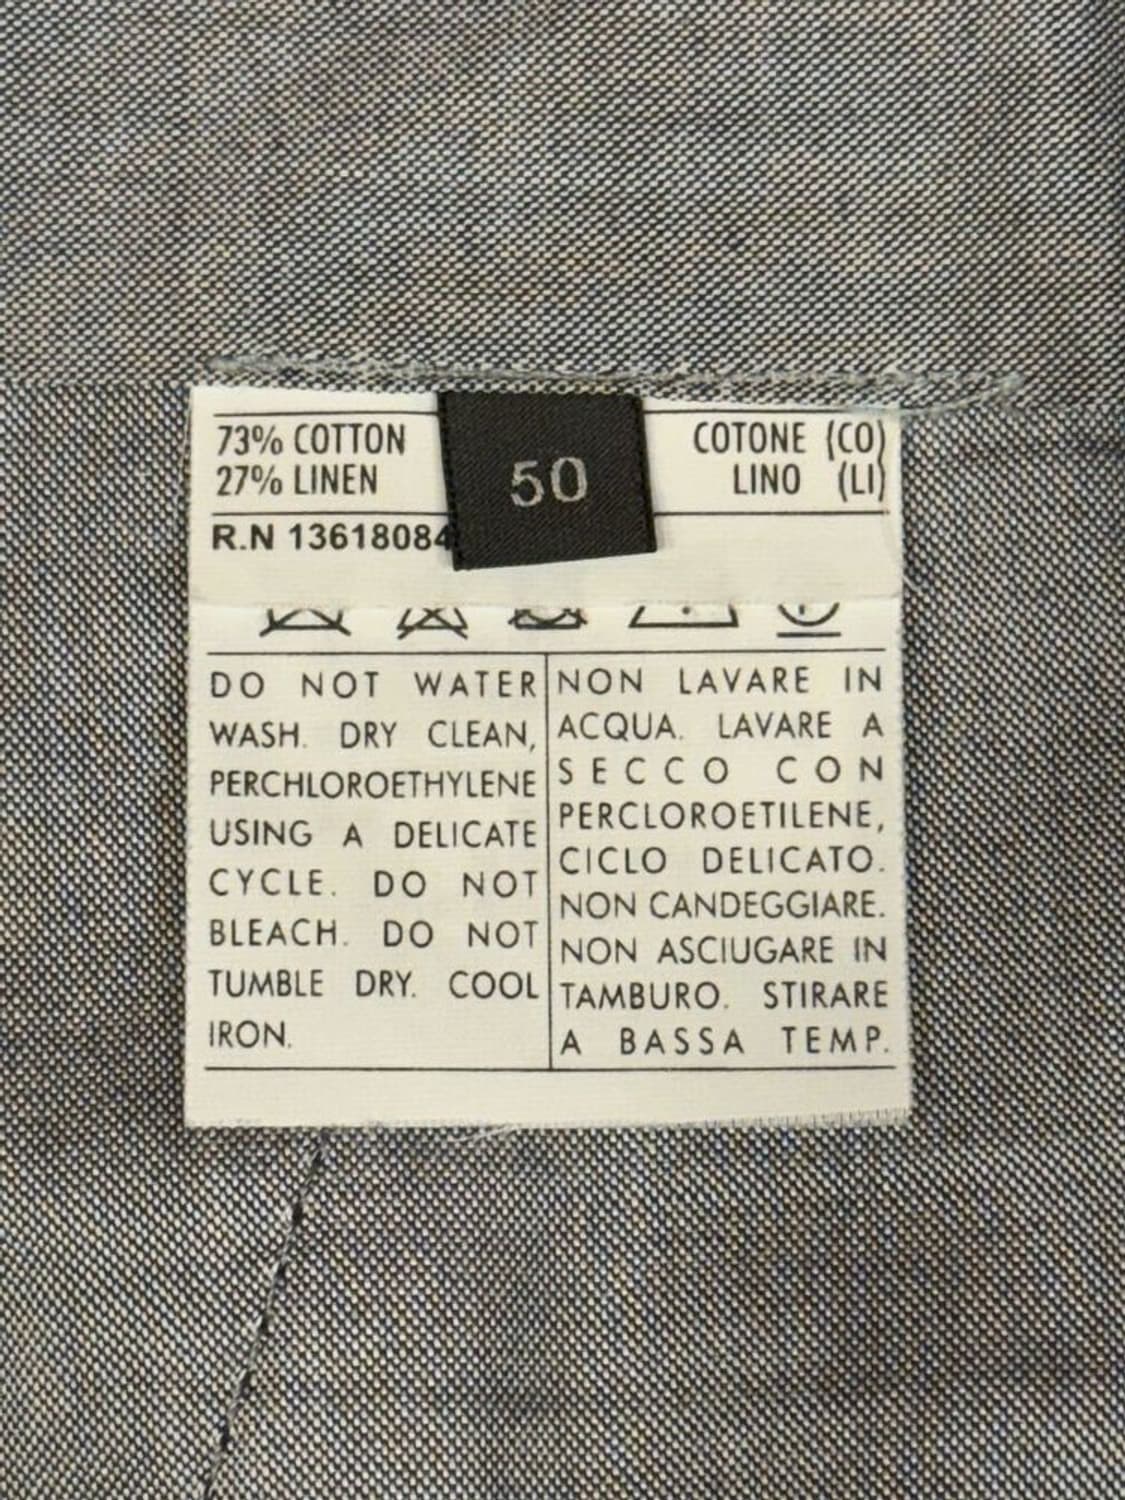 73% COTTON
27% LINEN
50
COTONE (CO)
LINO (LI)
R.N 13618084
DO NOT WATER
WASH. DRY CLEAN,
PERCHLOROETHYLENE
USING A DELICATE
CYCLE. DO NOT
BLEACH. DO NOT
TUMBLE DRY. COOL
IRON.
NON LAVARE IN
ACQUA. LAVARE A
SECCO CON
PERCLOROETILENE,
CICLO DELICATO.
NON CANDEGGIARE.
NON ASCIUGARE IN
TAMBURO. STIRARE
A BASSA TEMP.